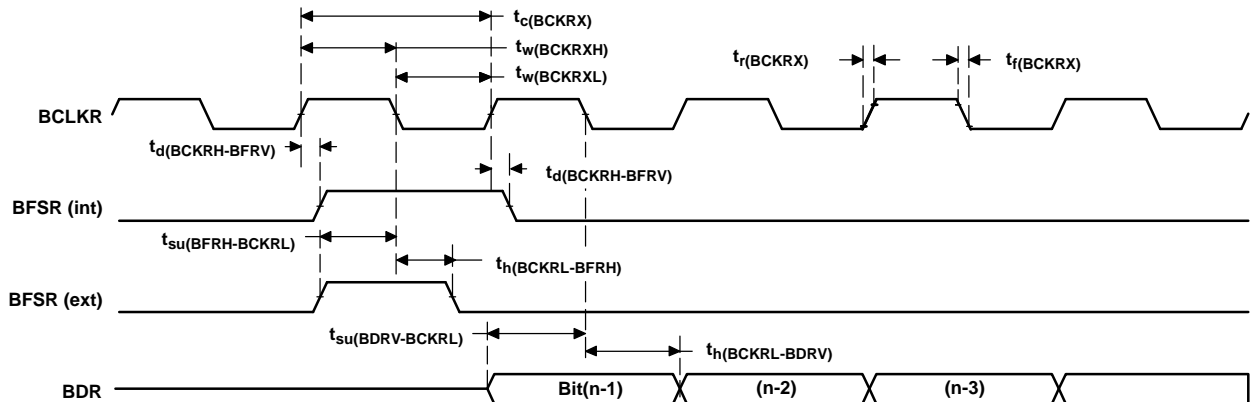 tc(BCKRX)
tw(BCKRXH)
tw(BCKRXL)
tr(BCKRX)
tf(BCKRX)
BCLKR
td(BCKRH-BFRV)
td(BCKRH-BFRV)
BFSR (int)
tsu(BFRH-BCKRL)
th(BCKRL-BFRH)
BFSR (ext)
tsu(BDRV-BCKRL)
th(BCKRL-BDRV)
BDR Bit(n-1) (n-2) (n-3)